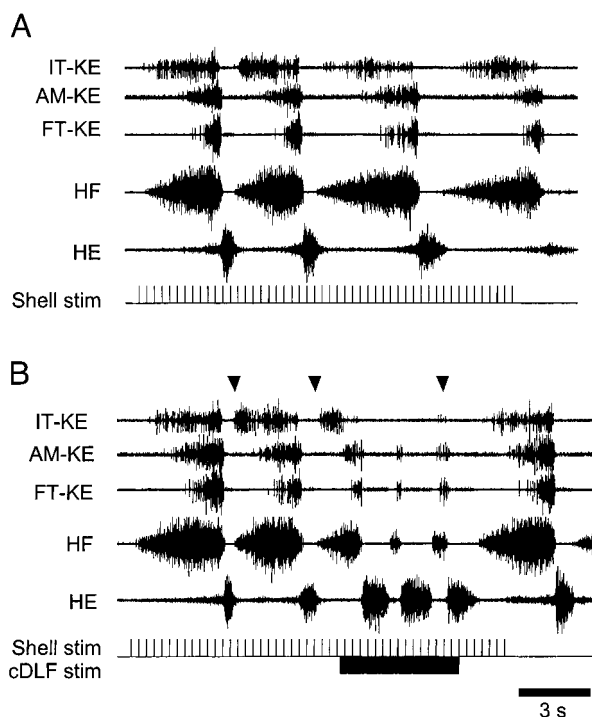 A
IT-KE
AM-KE
FT-KE
HF
HE
Shell stim
B
IT-KE
AM-KE
FT-KE
HF
HE
Shell stim
cDLF stim
3 s